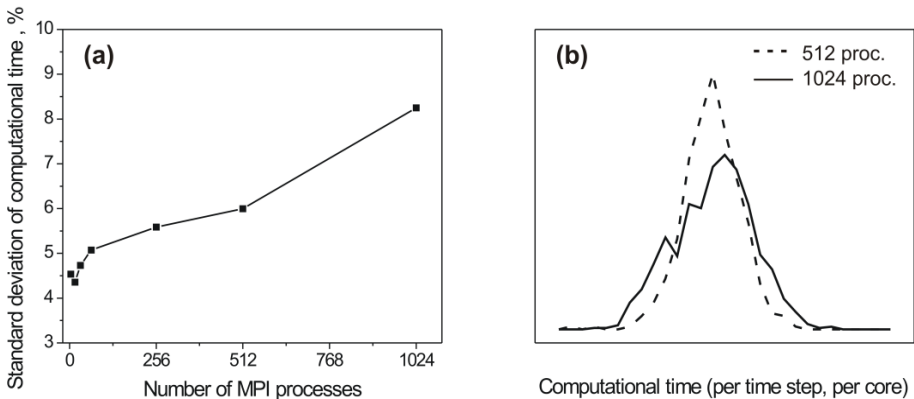 (a)
Standard deviation of computational time , %
10
9
8
7
6
5
4
3
0
256
512
768
1024
Number of MPI processes
(b)
512 proc.
1024 proc.
Computational time (per time step, per core)